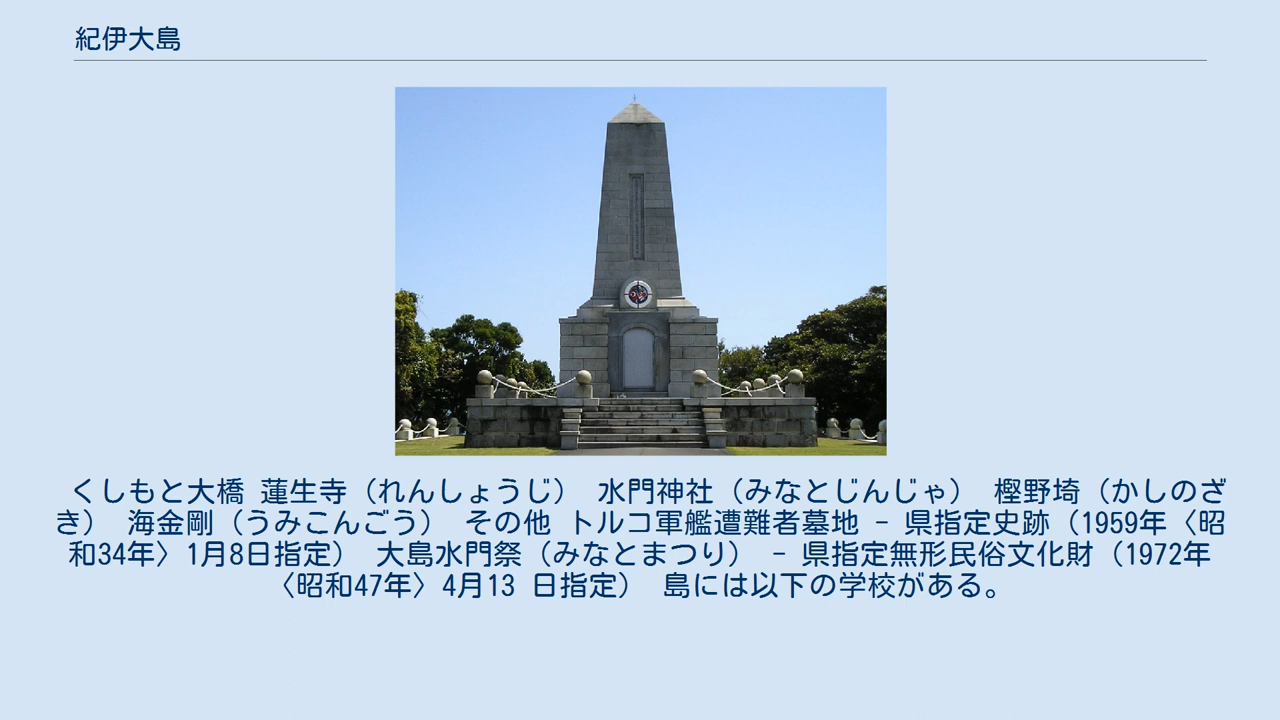 紀伊大島
くしもと大橋 蓮生寺（れんしょうじ） 水門神社（みなとじんじゃ） 樫野埼（かしのざ
き） 海金剛（うみこんごう） その他 トルコ軍艦遭難者墓地 - 県指定史跡（1959年〈昭
和34年〉1月8日指定） 大島水門祭（みなとまつり） - 県指定無形民俗文化財（1972年
〈昭和47年〉4月13 日指定） 島には以下の学校がある。